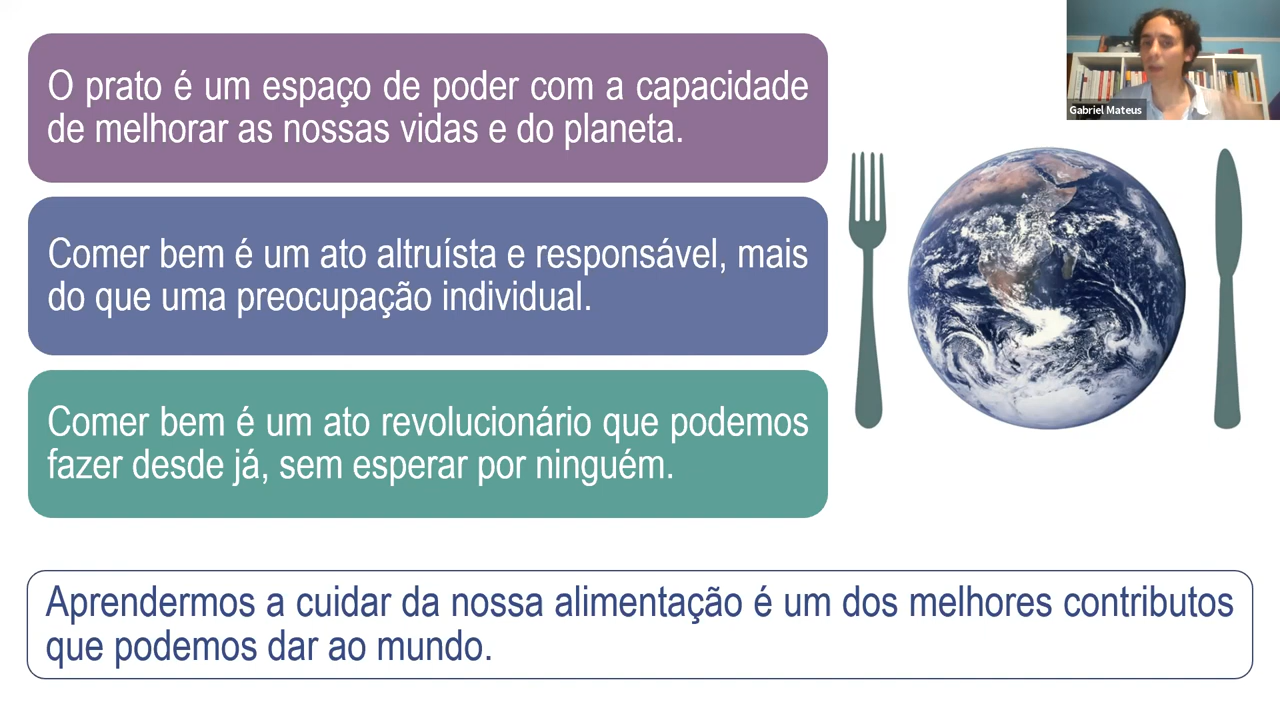 O prato é um espaço de poder com a capacidade
de melhorar as nossas vidas e do planeta.
Comer bem é um ato altruísta e responsável, mais
do que uma preocupação individual.
Comer bem é um ato revolucionário que podemos
fazer desde já, sem esperar por ninguém.
Aprendermos a cuidar da nossa alimentação é um dos melhores contributos
que podemos dar ao mundo.
Gabriel Mateus